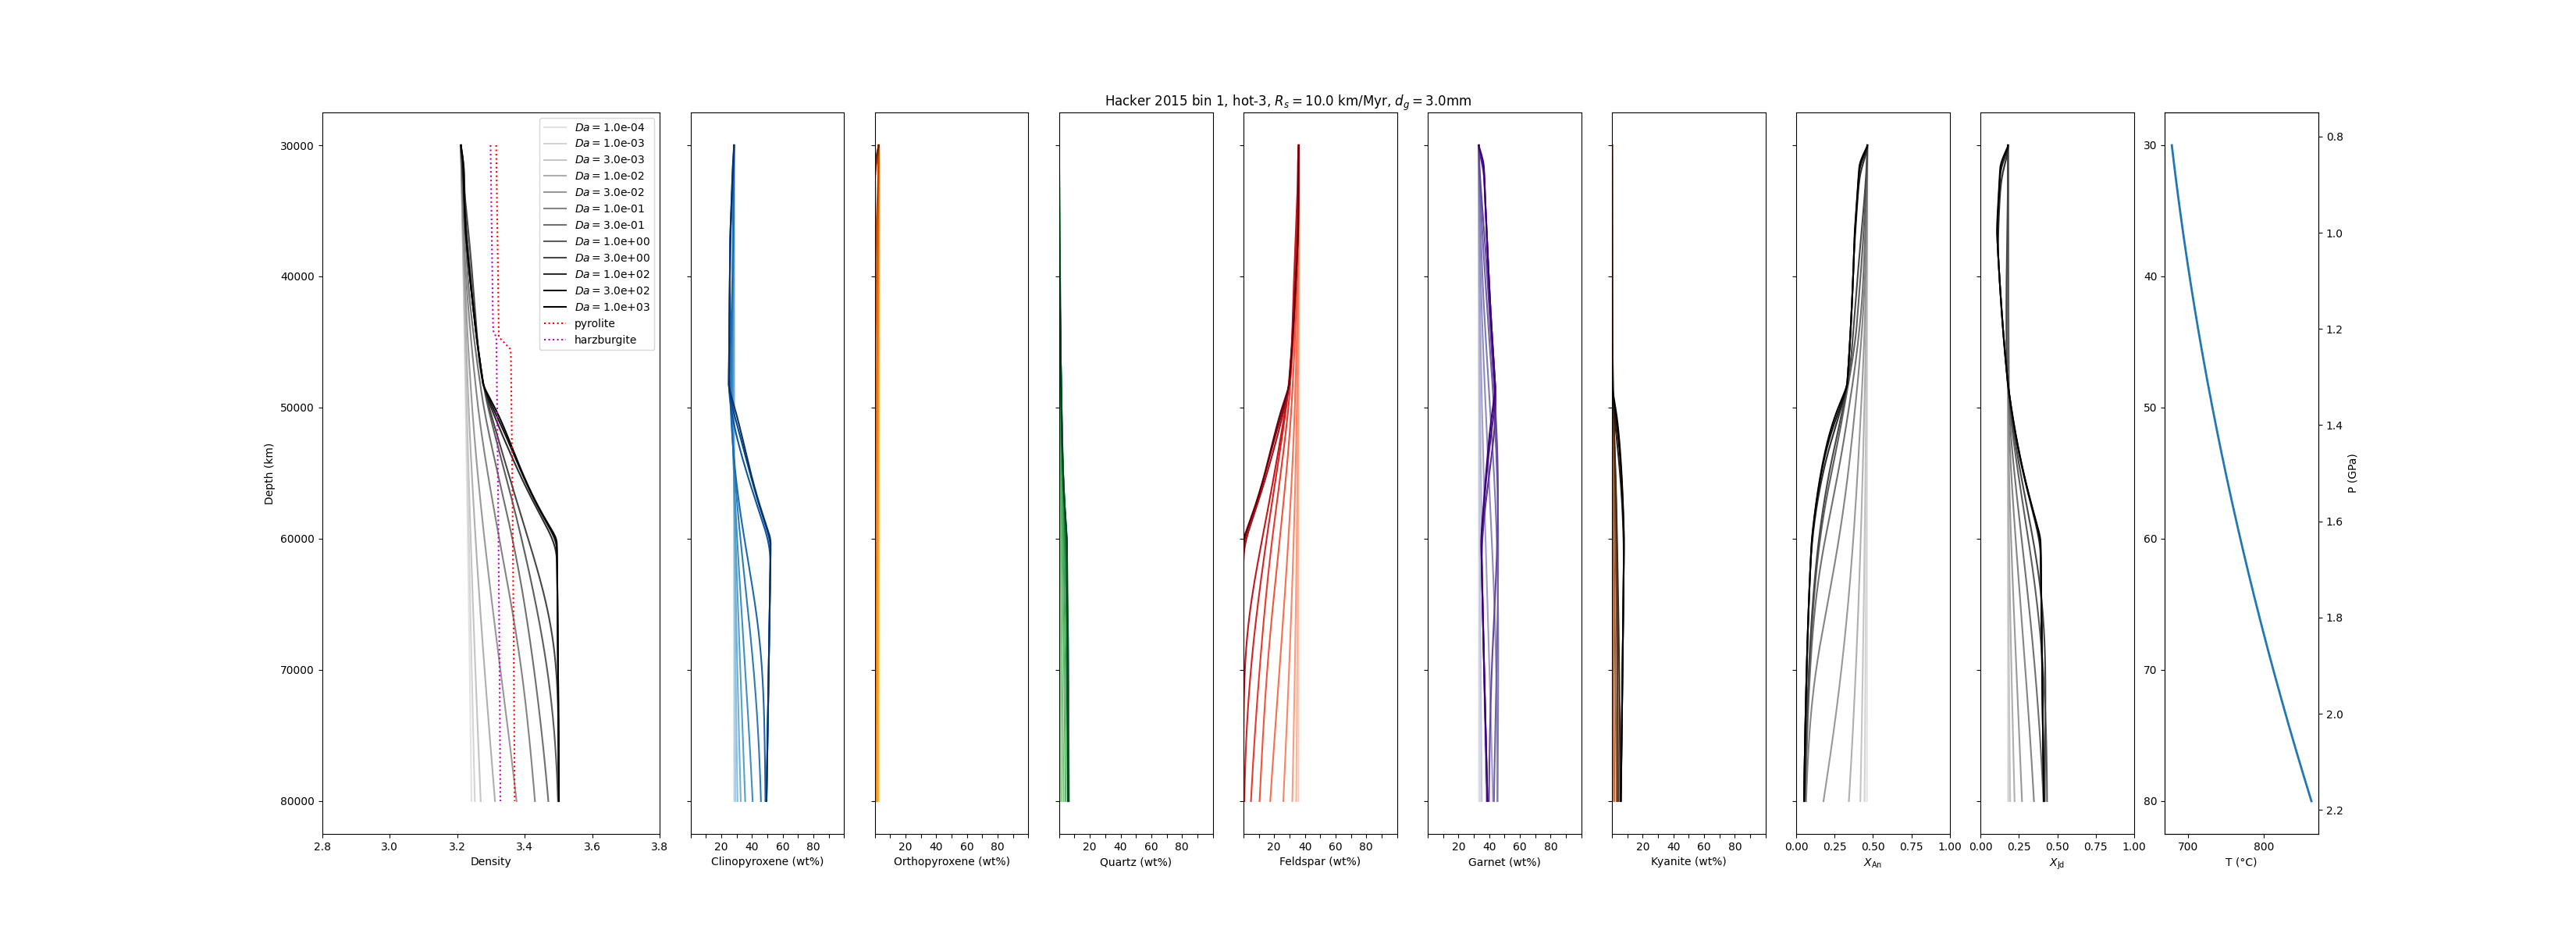 Hacker 2015 bin 1, hot-3, R_s = 10.0 km/Myr, d_g = 3.0mm
Da = 1.0e-04
Da = 1.0e-03
Da = 3.0e-03
Da = 1.0e-02
Da = 3.0e-02
Da = 1.0e-01
Da = 3.0e-01
Da = 1.0e+00
Da = 3.0e+00
Da = 1.0e+02
Da = 3.0e+02
Da = 1.0e+03
pyrolite
harzburgite
Depth (km)
30000
40000
50000
60000
70000
80000
2.8 3.0 3.2 3.4 3.6 3.8
Density
20 40 60 80
Clinopyroxene (wt%)
20 40 60 80
Orthopyroxene (wt%)
20 40 60 80
Quartz (wt%)
20 40 60 80
Feldspar (wt%)
20 40 60 80
Garnet (wt%)
20 40 60 80
Kyanite (wt%)
0.00 0.25 0.50 0.75 1.00
X_An
0.00 0.25 0.50 0.75 1.00
X_Jd
30
40
50
60
70
80
700 800
T (°C)
0.8
1.0
1.2
1.4
1.6
1.8
2.0
2.2
P (GPa)